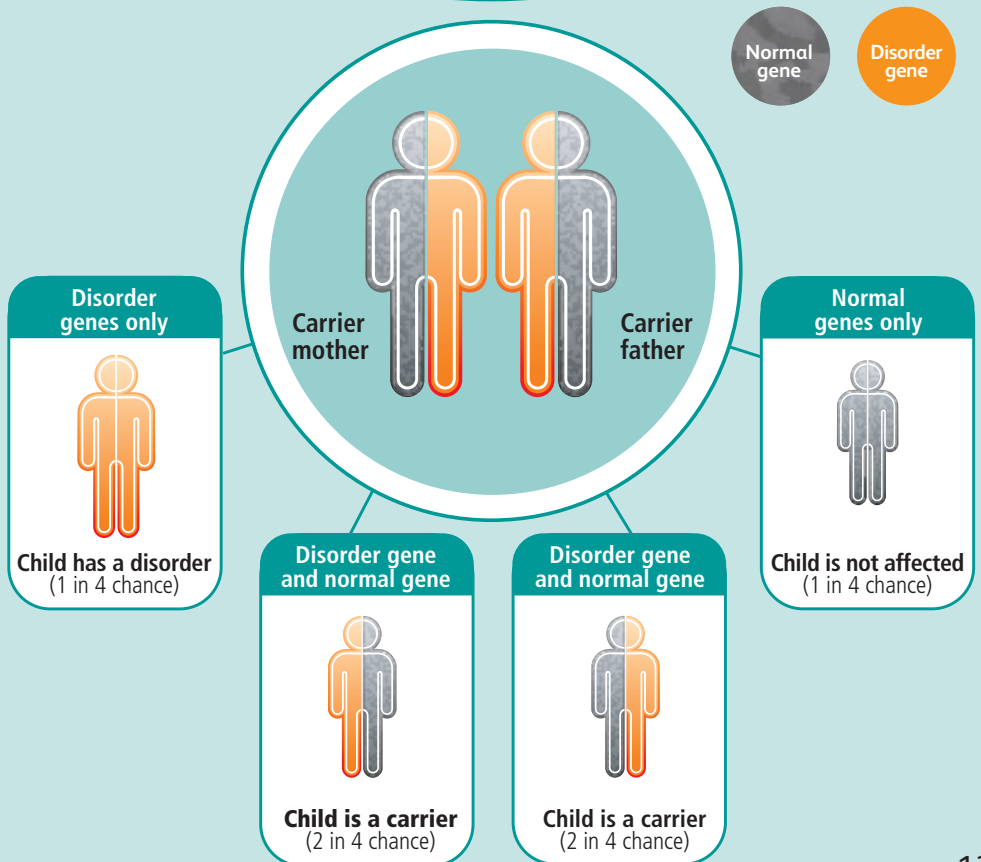 Normal
gene
Disorder
gene
Carrier
mother
Carrier
father
Disorder
genes only
Child has a disorder
(1 in 4 chance)
Disorder gene
and normal gene
Child is a carrier
(2 in 4 chance)
Disorder gene
and normal gene
Child is a carrier
(2 in 4 chance)
Normal
genes only
Child is not affected
(1 in 4 chance)